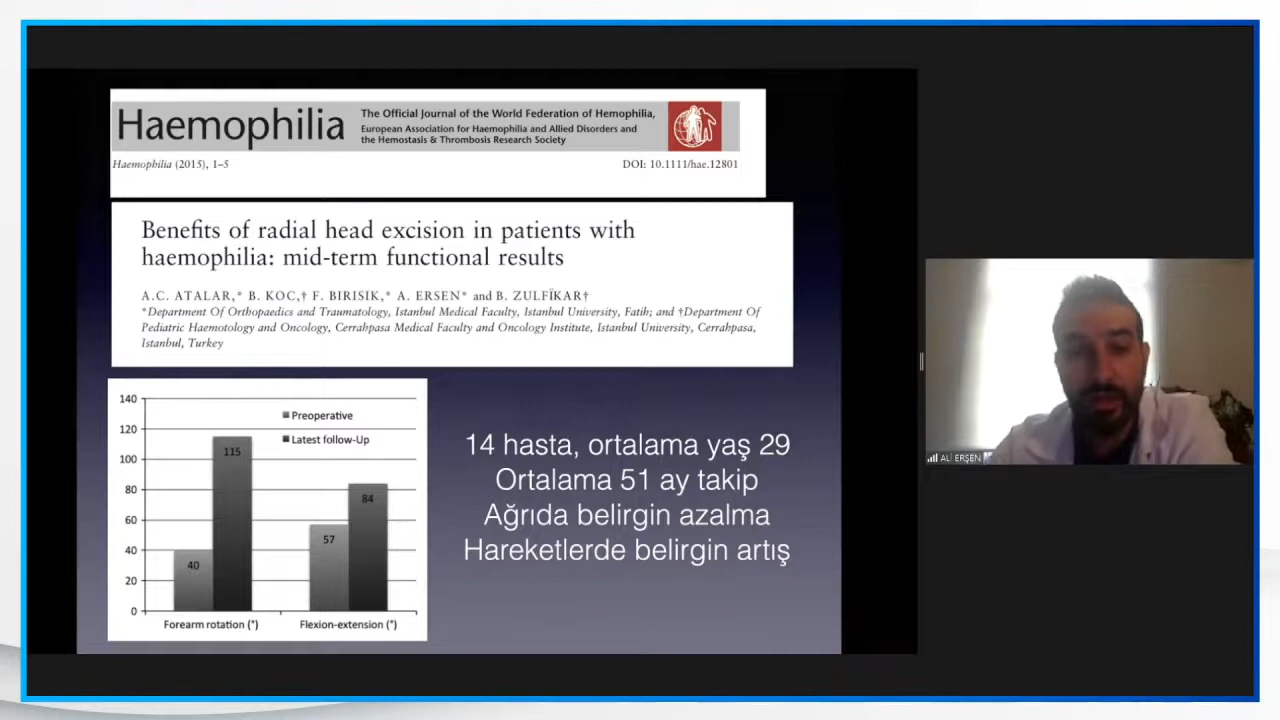 Haemophilia
The Official Journal of the World Federation of Hemophilia,
European Association for Haemophilia and Allied Disorders and
the Hemostasis & Thrombosis Research Society
Haemophilia (2015), 1–5
DOI: 10.1111/hae.12801
Benefits of radial head excision in patients with
haemophilia: mid-term functional results
A.C. ATALAR,* B. KOC,† F. BIRISIK,* A. ERSEN* and B. ZULFİKAR†
*Department Of Orthopaedics and Traumatology, Istanbul Medical Faculty, Istanbul University, Fatih; and †Department Of
Pediatric Haemotology and Oncology, Cerrahpasa Medical Faculty and Oncology Institute, Istanbul University, Cerrahpasa,
Istanbul, Turkey
140
120
100
80
60
40
20
0
Preoperative
Latest follow-Up
40
115
57
84
Forearm rotation (°)
Flexion-extension (°)
14 hasta, ortalama yaş 29
Ortalama 51 ay takip
Ağrıda belirgin azalma
Hareketlerde belirgin artış
ALİ ERŞEN